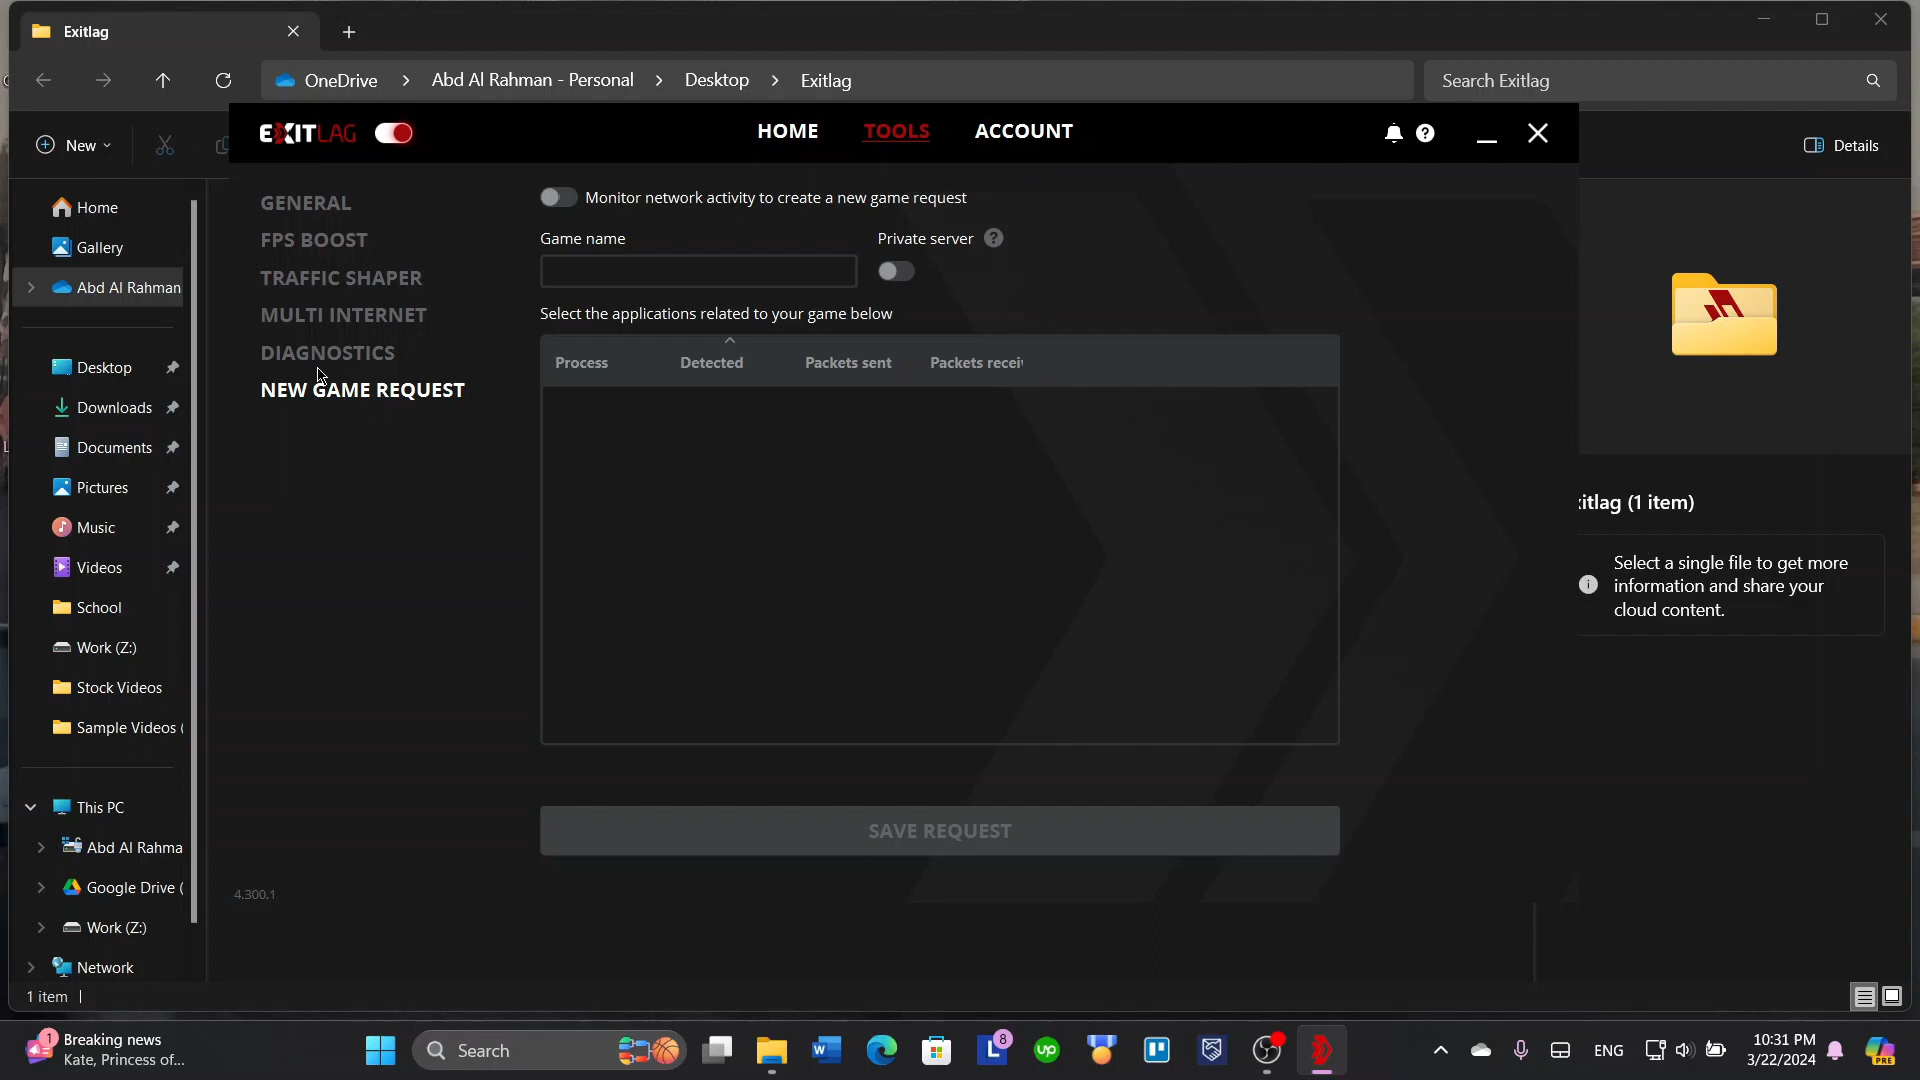 Exitlag
OneDrive > Abd Al Rahman - Personal > Desktop > Exitlag
Search Exitlag
New
Details
EXITLAG
HOME
TOOLS
ACCOUNT
Home
Gallery
Abd Al Rahman
Desktop
Downloads
Documents
Pictures
Music
Videos
School
Work (Z:)
Stock Videos
Sample Videos (
This PC
Abd Al Rahma
Google Drive (
Work (Z:)
Network
1 item
GENERAL
FPS BOOST
TRAFFIC SHAPER
MULTI INTERNET
DIAGNOSTICS
NEW GAME REQUEST
4.300.1
Monitor network activity to create a new game request
Game name
Private server ?
Select the applications related to your game below
Process
Detected
Packets sent
Packets recei
SAVE REQUEST
itlag (1 item)
Select a single file to get more
information and share your
cloud content.
1
Breaking news
Kate, Princess of...
Search
8
ENG
10:31 PM
3/22/2024
PRE